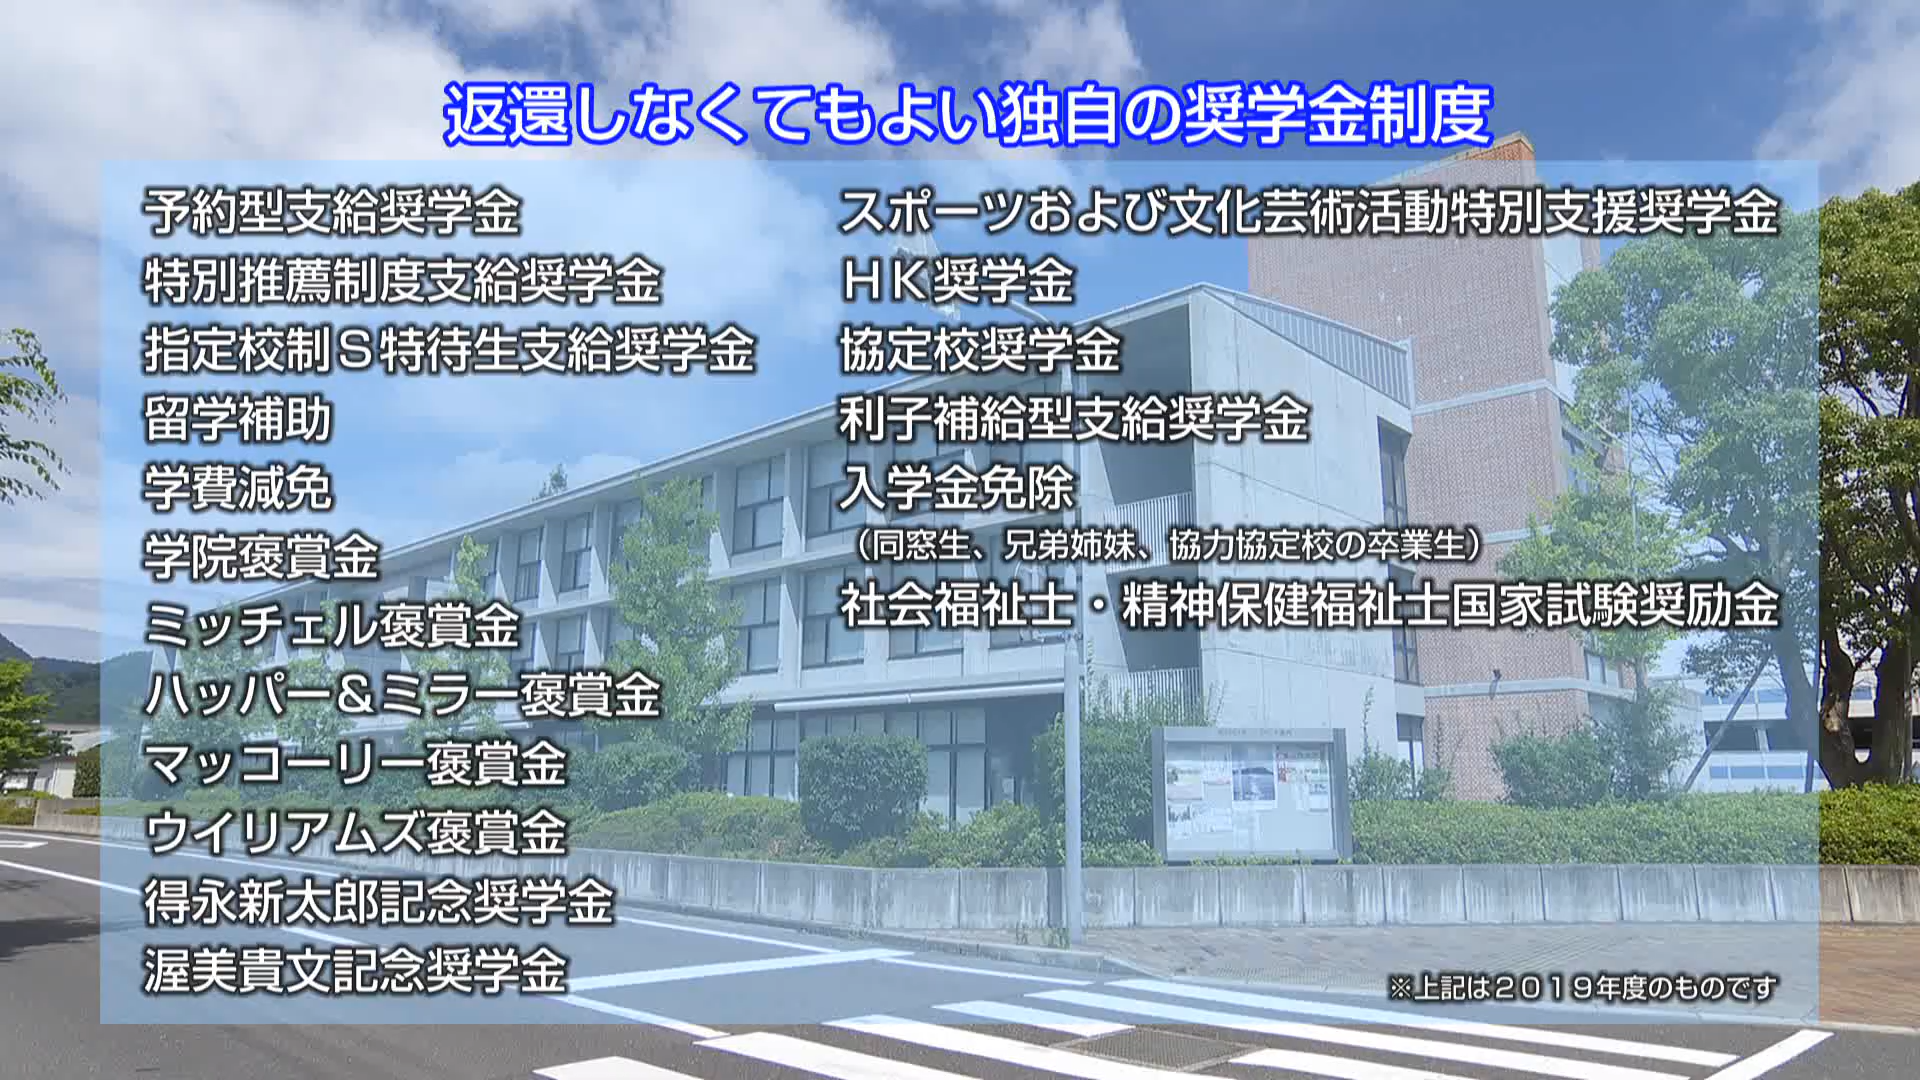 返還しなくてもよい独自の奨学金制度
予約型支給奨学金
特別推薦制度支給奨学金
指定校制Ｓ特待生支給奨学金
留学補助
学費減免
学院褒賞金
ミッチェル褒賞金
ハッパー＆ミラー褒賞金
マッコーリー褒賞金
ウイリアムズ褒賞金
得永新太郎記念奨学金
渥美貴文記念奨学金
スポーツおよび文化芸術活動特別支援奨学金
ＨＫ奨学金
協定校奨学金
利子補給型支給奨学金
入学金免除
（同窓生、兄弟姉妹、協力協定校の卒業生）
社会福祉士・精神保健福祉士国家試験奨励金
※上記は２０１９年度のものです